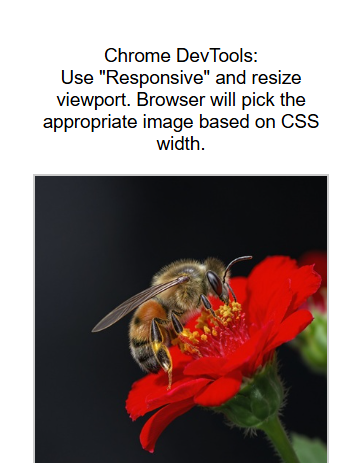 Chrome DevTools:
Use "Responsive" and resize
viewport. Browser will pick the
appropriate image based on CSS
width.